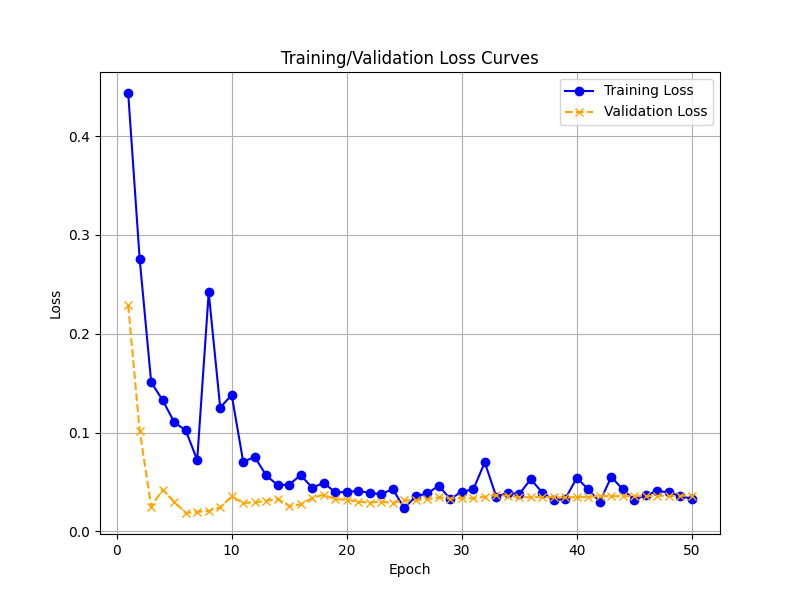 Training/Validation Loss Curves
Training Loss
Validation Loss
Loss
0.4
0.3
0.2
0.1
0.0
0 10 20 30 40 50
Epoch